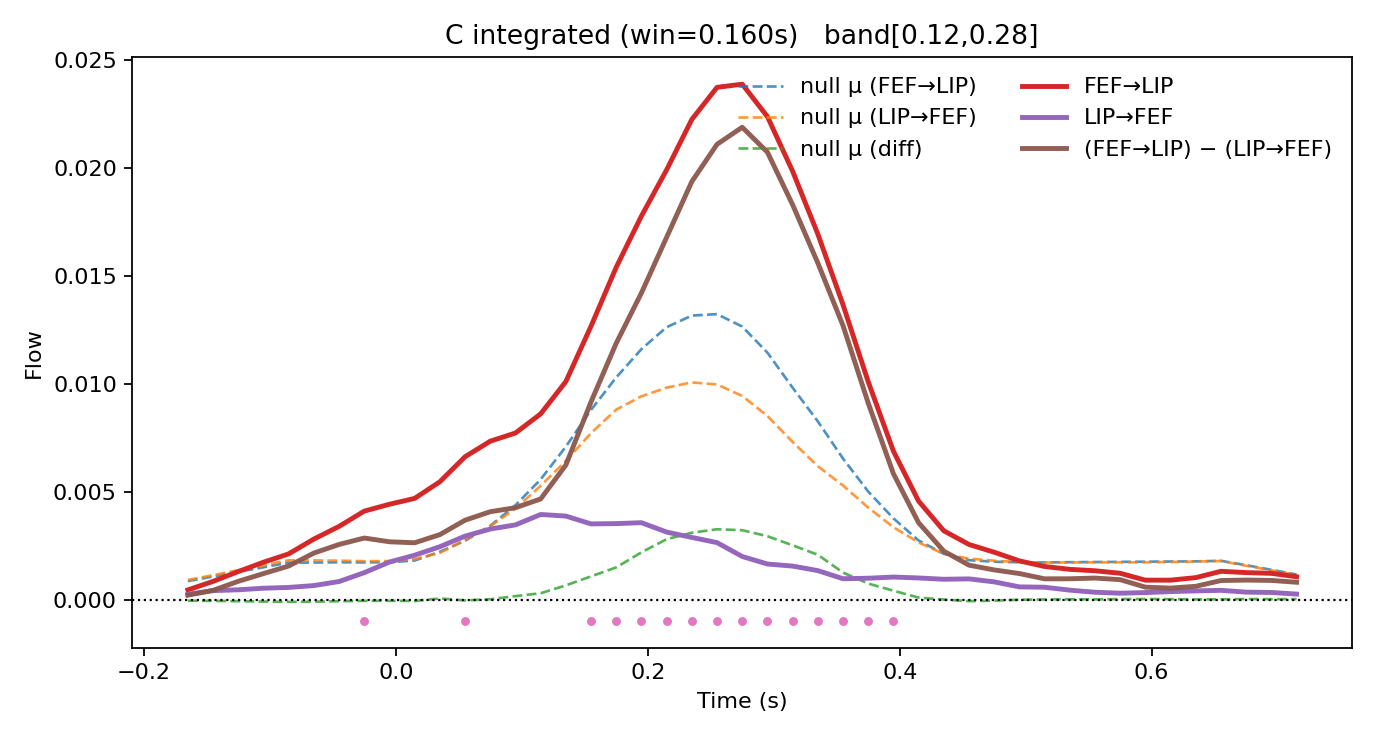 C integrated (win=0.160s)   band[0.12,0.28]
null μ (FEF→LIP)
null μ (LIP→FEF)
null μ (diff)
FEF→LIP
LIP→FEF
(FEF→LIP) − (LIP→FEF)
Flow
0.025
0.020
0.015
0.010
0.005
0.000
−0.2 0.0 0.2 0.4 0.6
Time (s)